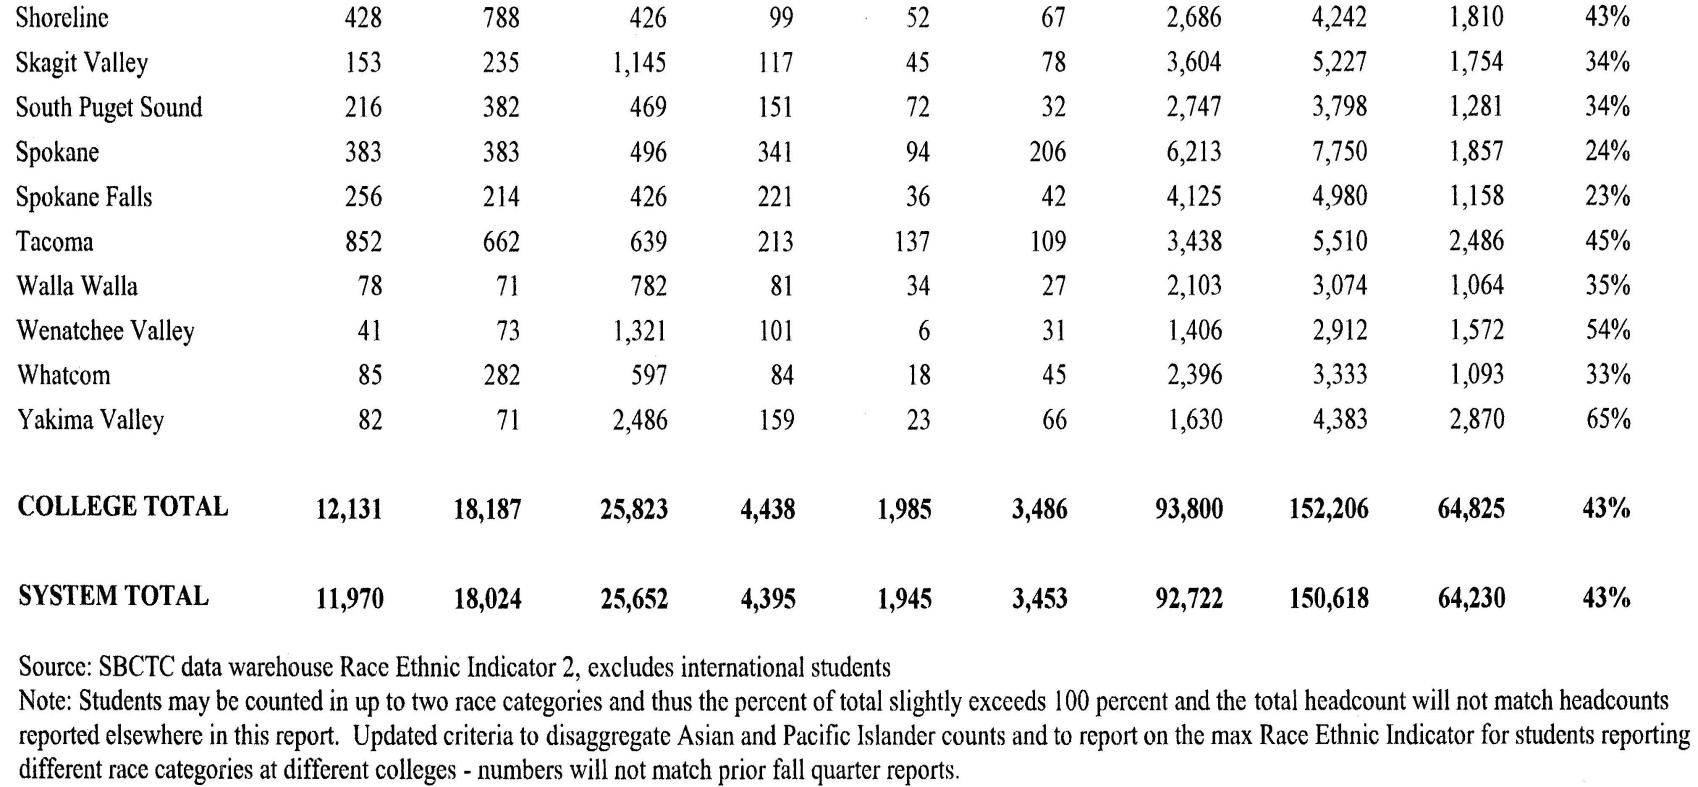 Shoreline 428 788 426 99 52 67 2,686 4,242 1,810 43%
Skagit Valley 153 235 1,145 117 45 78 3,604 5,227 1,754 34%
South Puget Sound 216 382 469 151 72 32 2,747 3,798 1,281 34%
Spokane 383 383 496 341 94 206 6,213 7,750 1,857 24%
Spokane Falls 256 214 426 221 36 42 4,125 4,980 1,158 23%
Tacoma 852 662 639 213 137 109 3,438 5,510 2,486 45%
Walla Walla 78 71 782 81 34 27 2,103 3,074 1,064 35%
Wenatchee Valley 41 73 1,321 101 6 31 1,406 2,912 1,572 54%
Whatcom 85 282 597 84 18 45 2,396 3,333 1,093 33%
Yakima Valley 82 71 2,486 159 23 66 1,630 4,383 2,870 65%
COLLEGE TOTAL 12,131 18,187 25,823 4,438 1,985 3,486 93,800 152,206 64,825 43%
SYSTEM TOTAL 11,970 18,024 25,652 4,395 1,945 3,453 92,722 150,618 64,230 43%
Source: SBCTC data warehouse Race Ethnic Indicator 2, excludes international students
Note: Students may be counted in up to two race categories and thus the percent of total slightly exceeds 100 percent and the total headcount will not match headcounts
reported elsewhere in this report. Updated criteria to disaggregate Asian and Pacific Islander counts and to report on the max Race Ethnic Indicator for students reporting
different race categories at different colleges - numbers will not match prior fall quarter reports.